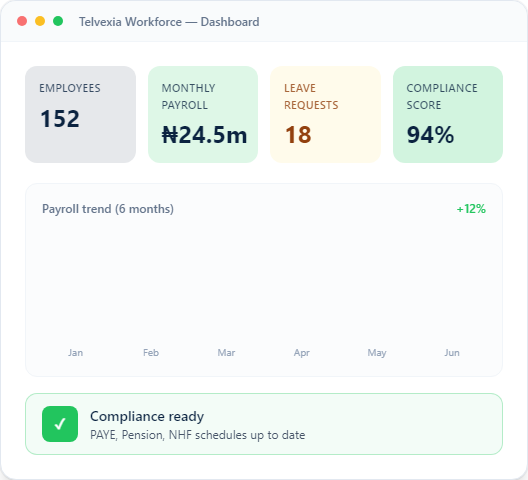 Telvexia Workforce — Dashboard
EMPLOYEES
152
MONTHLY
PAYROLL
₦24.5m
LEAVE
REQUESTS
18
COMPLIANCE
SCORE
94%
Payroll trend (6 months)
+12%
Jan Feb Mar Apr May Jun
✓
Compliance ready
PAYE, Pension, NHF schedules up to date